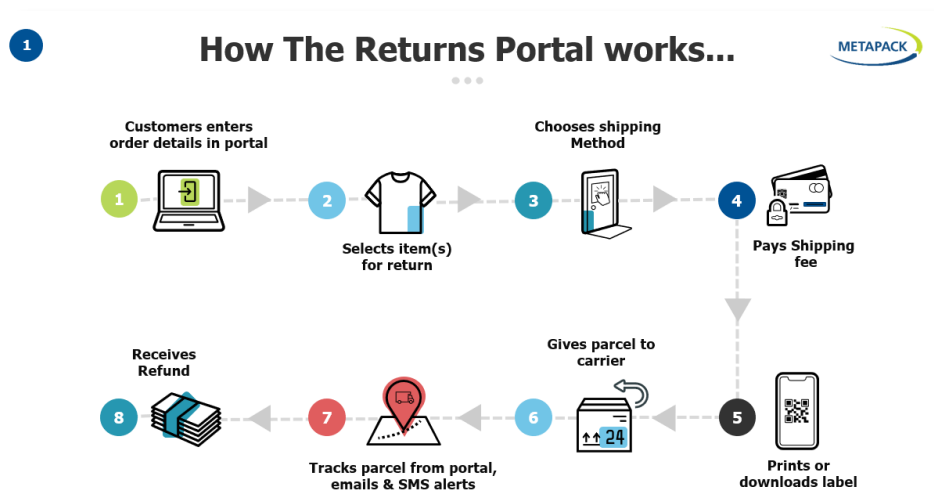 1
How The Returns Portal works...
METAPACK
Customers enters
order details in portal
1
2
Selects item(s)
for return
Chooses shipping
Method
3
4
Pays Shipping
fee
5
Prints or
downloads label
Gives parcel to
carrier
6
24
7
Tracks parcel from portal,
emails & SMS alerts
Receives
Refund
8